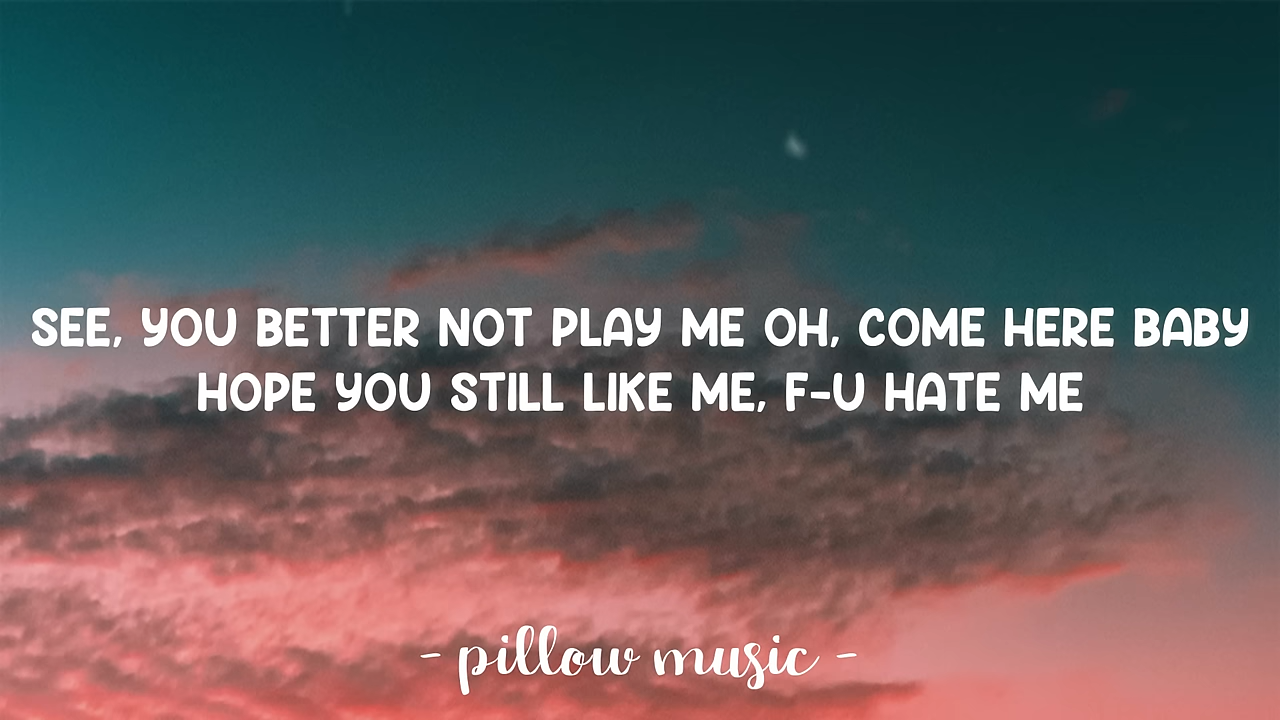 SEE, YOU BETTER NOT PLAY ME OH, COME HERE BABY
HOPE YOU STILL LIKE ME, F-U HATE ME
- pillow music -